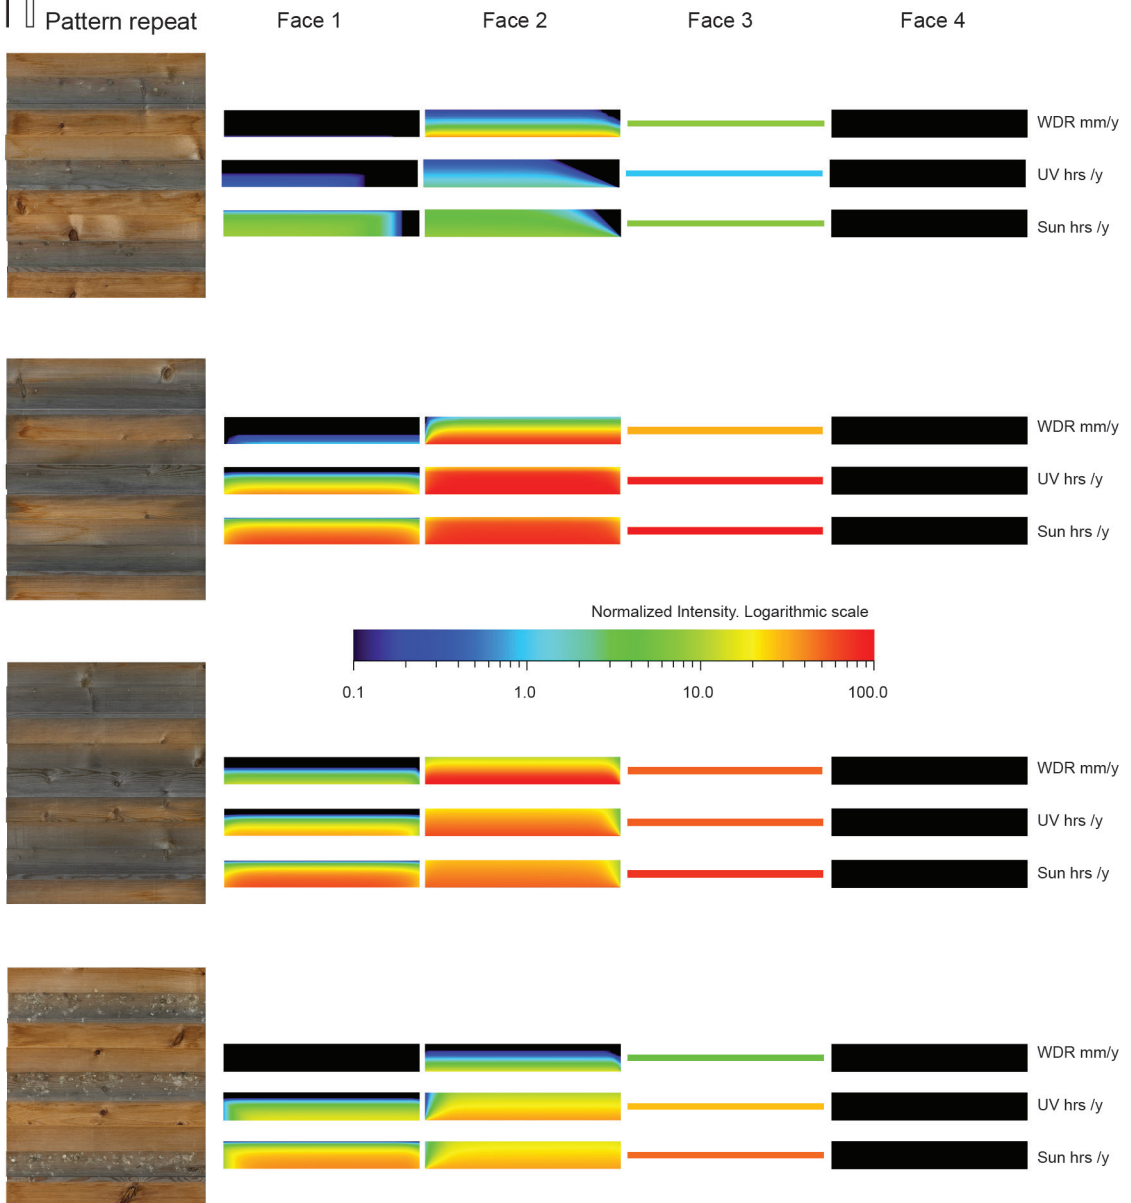 Pattern repeat Face 1 Face 2 Face 3 Face 4
WDR mm/y
UV hrs /y
Sun hrs /y
WDR mm/y
UV hrs /y
Sun hrs /y
Normalized Intensity. Logarithmic scale
0.1 1.0 10.0 100.0
WDR mm/y
UV hrs /y
Sun hrs /y
WDR mm/y
UV hrs /y
Sun hrs /y